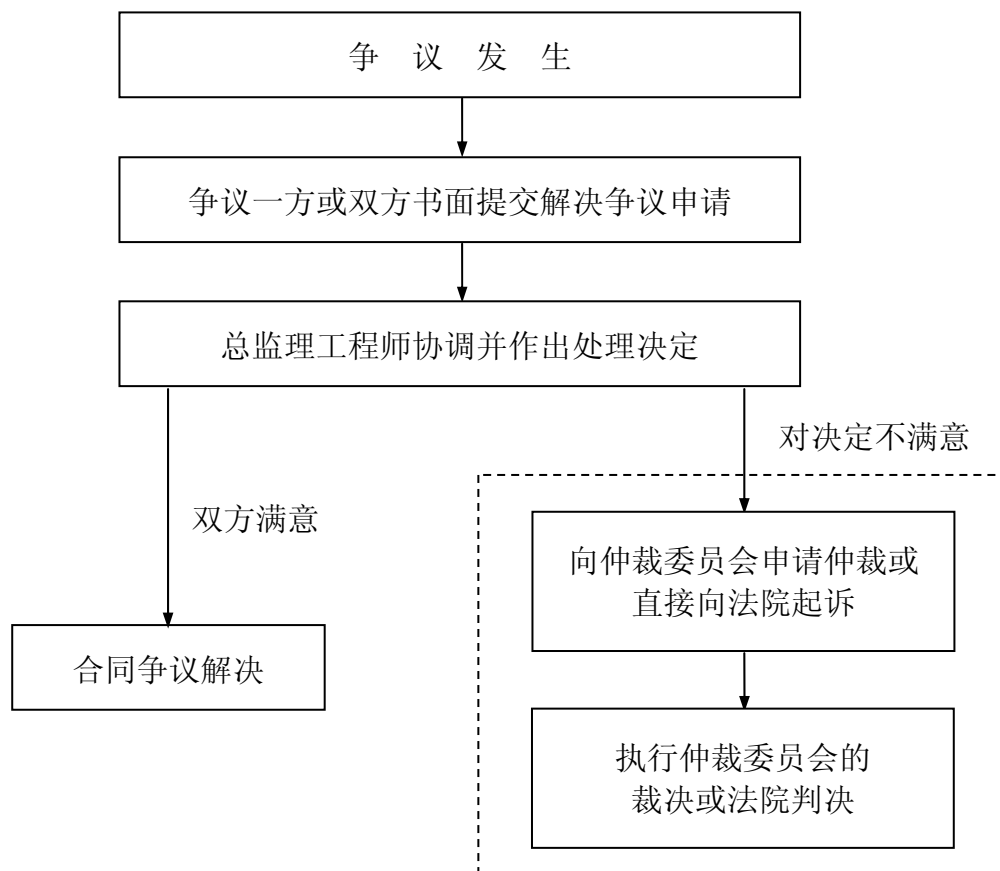 争 议 发 生
争议一方或双方书面提交解决争议申请
总监理工程师协调并作出处理决定
对决定不满意
双方满意
向仲裁委员会申请仲裁或
直接向法院起诉
合同争议解决
执行仲裁委员会的
裁决或法院判决